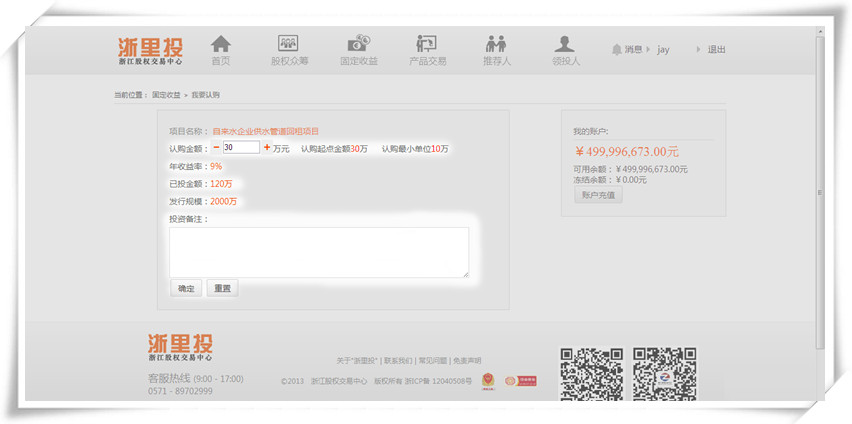 浙里投
浙江股权交易中心
首页 股权众筹 固定收益 产品交易 推荐人 领投人 消息 jay 退出
当前位置： 固定收益 > 我要认购
项目名称： 自来水企业供水管道回租项目
认购金额： － 30 ＋ 万元 认购起点金额30万 认购最小单位10万
年收益率：9%
已投金额：120万
发行规模：2000万
投资备注：
确定 重置
我的账户:
￥499,996,673.00元
可用余额：￥499,996,673.00元
冻结余额：￥0.00元
账户充值
浙里投
浙江股权交易中心
客服热线 (9:00 - 17:00)
0571 - 89702999
关于"浙里投" | 联系我们 | 常见问题 | 免责声明
©2013 浙江股权交易中心 版权所有 浙ICP备 12040508号